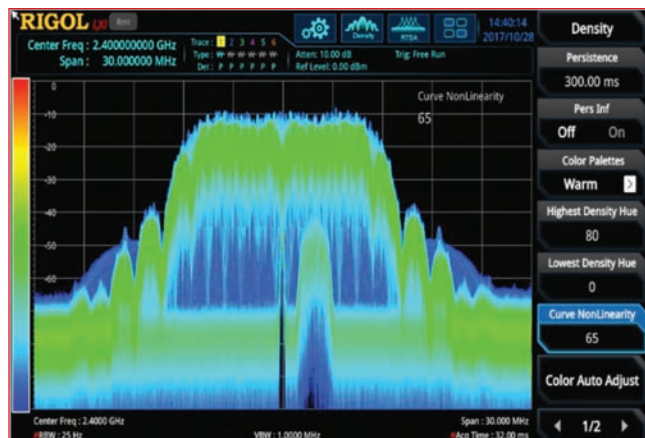 RIGOL LXI Rmt
Center Freq : 2.400000000 GHz
Span : 30.000000 MHz
Trace : 1 2 3 4 5 6
Type : W W W W W W
Det : P P P P P P
Density
RTSA
Atten: 10.00 dB
Ref Level: 0.00 dBm
Trig: Free Run
14:40:14
2017/10/28
0
-10
-20
-30
-40
-50
-60
Curve NonLinearity
65
Center Freq : 2.4000 GHz
Span : 30.000 MHz
RBW : 25 Hz
VBW : 1.0000 MHz
Acq Time : 32.00 ms
Density
Persistence
300.00 ms
Pers Inf
Off On
Color Palettes
Warm
Highest Density Hue
80
Lowest Density Hue
0
Curve NonLinearity
65
Color Auto Adjust
1/2